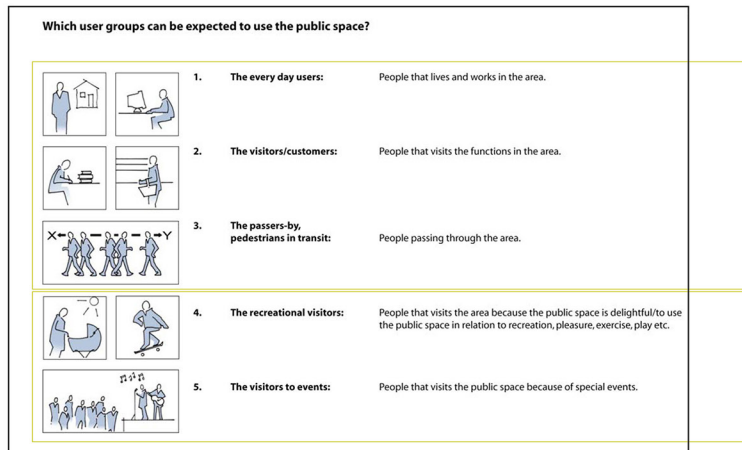 Which user groups can be expected to use the public space?
1. The every day users: People that lives and works in the area.
2. The visitors/customers: People that visits the functions in the area.
3. The passers-by,
pedestrians in transit: People passing through the area.
X Y
4. The recreational visitors: People that visits the area because the public space is delightful/to use
the public space in relation to recreation, pleasure, exercise, play etc.
5. The visitors to events: People that visits the public space because of special events.